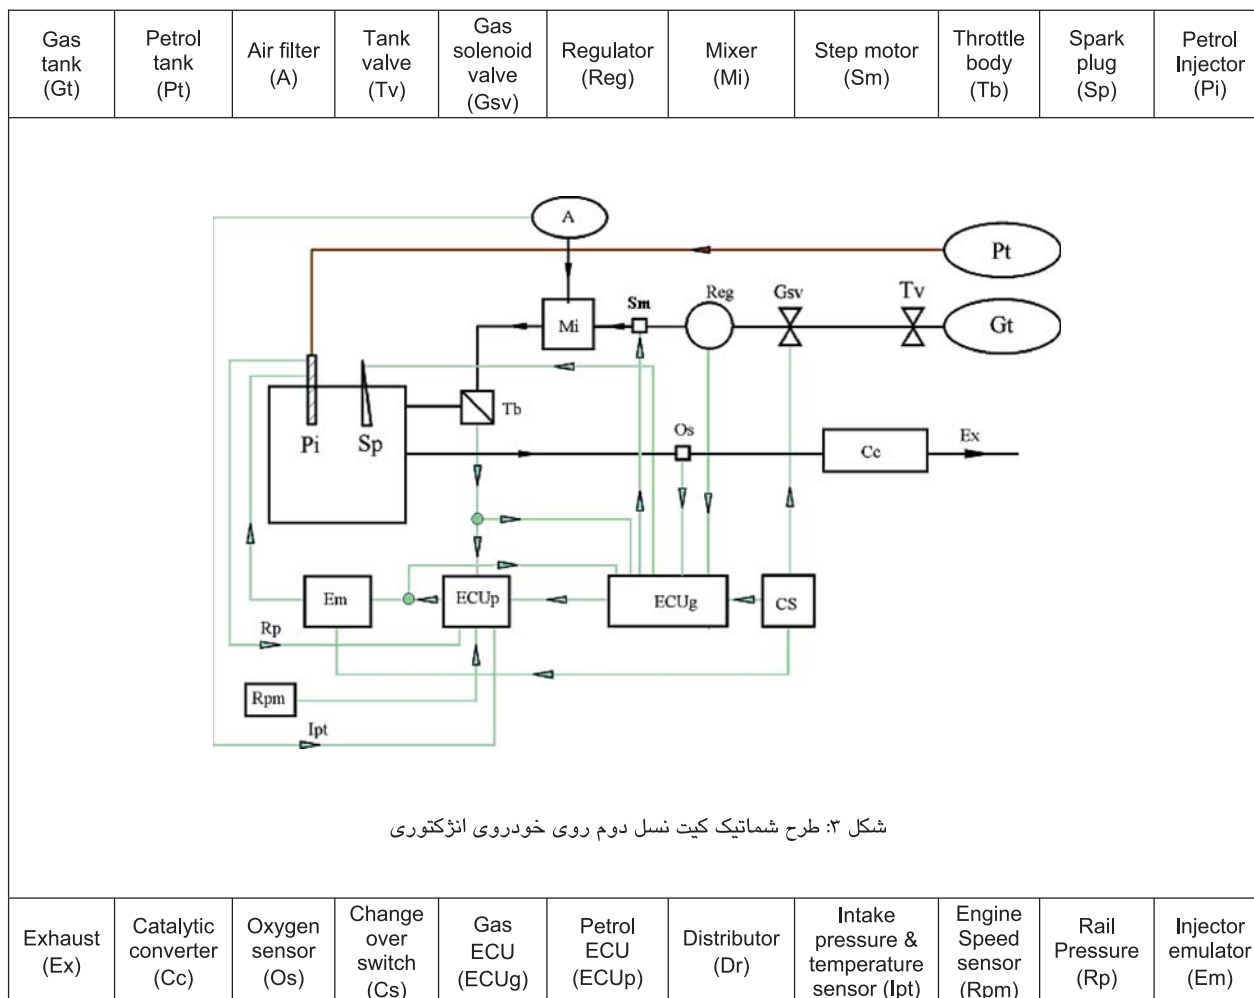 Gas
tank
(Gt)
Petrol
tank
(Pt)
Air filter
(A)
Tank
valve
(Tv)
Gas
solenoid
valve
(Gsv)
Regulator
(Reg)
Mixer
(Mi)
Step motor
(Sm)
Throttle
body
(Tb)
Spark
plug
(Sp)
Petrol
Injector
(Pi)
A
Pt
Sm
Reg
Gsv
Tv
Mi
Gt
Tb
Pi
Sp
Os
Cc
Ex
Em
ECUp
ECUg
CS
Rp
Rpm
Ipt
شکل ۳: طرح شماتیک کیت نسل دوم روی خودروی انژکتوری
Exhaust
(Ex)
Catalytic
converter
(Cc)
Oxygen
sensor
(Os)
Change
over
switch
(Cs)
Gas
ECU
(ECUg)
Petrol
ECU
(ECUp)
Distributor
(Dr)
Intake
pressure &
temperature
sensor (Ipt)
Engine
Speed
sensor
(Rpm)
Rail
Pressure
(Rp)
Injector
emulator
(Em)